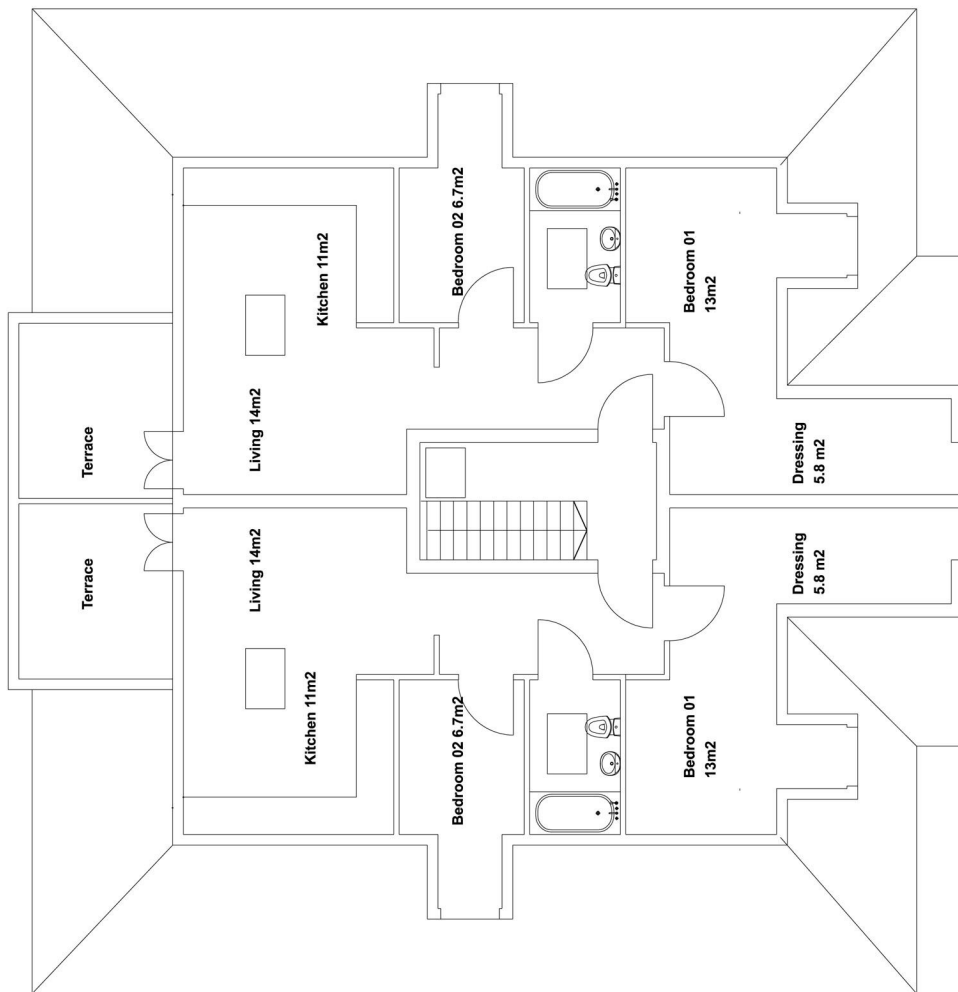 Terrace
Living 14m2
Kitchen 11m2
Bedroom 02 6.7m2
Bedroom 01
13m2
Dressing
5.8 m2
Terrace
Living 14m2
Kitchen 11m2
Bedroom 02 6.7m2
Bedroom 01
13m2
Dressing
5.8 m2